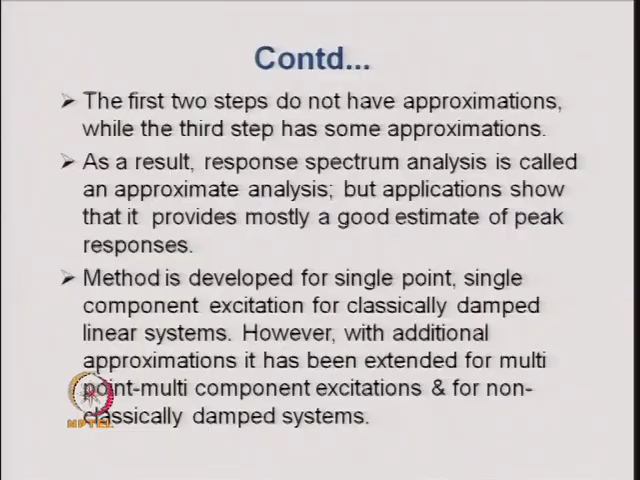 Contd...
➢ The first two steps do not have approximations,
while the third step has some approximations.
➢ As a result, response spectrum analysis is called
an approximate analysis; but applications show
that it provides mostly a good estimate of peak
responses.
➢ Method is developed for single point, single
component excitation for classically damped
linear systems. However, with additional
approximations it has been extended for multi
point-multi component excitations & for non-
classically damped systems.
NPTEL